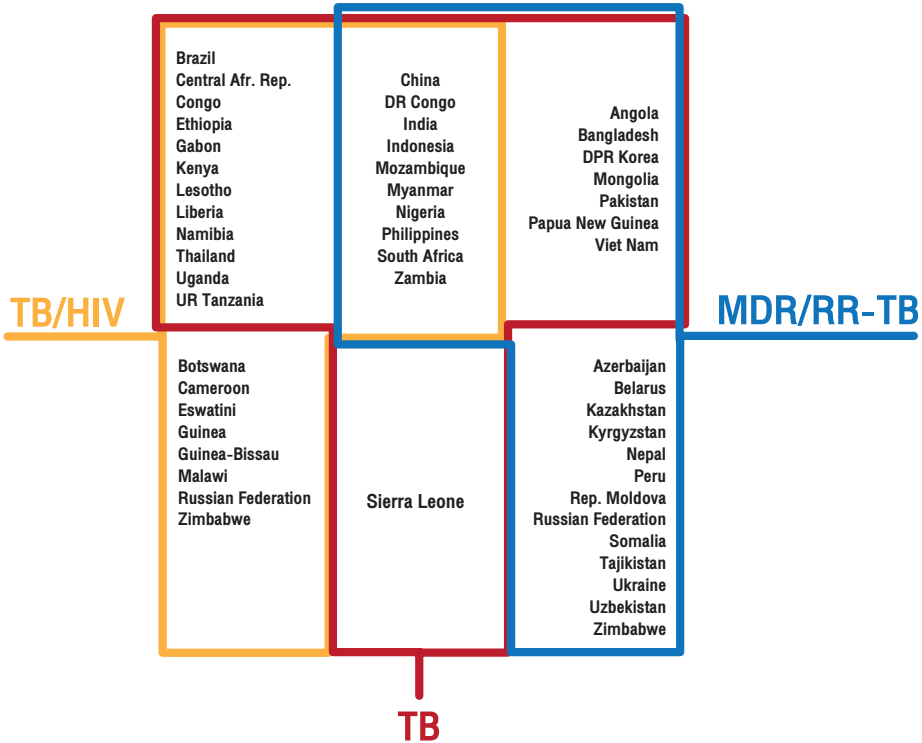 Brazil
Central Afr. Rep.
Congo
Ethiopia
Gabon
Kenya
Lesotho
Liberia
Namibia
Thailand
Uganda
UR Tanzania
China
DR Congo
India
Indonesia
Mozambique
Myanmar
Nigeria
Philippines
South Africa
Zambia
Angola
Bangladesh
DPR Korea
Mongolia
Pakistan
Papua New Guinea
Viet Nam
TB/HIV
MDR/RR-TB
Botswana
Cameroon
Eswatini
Guinea
Guinea-Bissau
Malawi
Russian Federation
Zimbabwe
Sierra Leone
Azerbaijan
Belarus
Kazakhstan
Kyrgyzstan
Nepal
Peru
Rep. Moldova
Russian Federation
Somalia
Tajikistan
Ukraine
Uzbekistan
Zimbabwe
TB